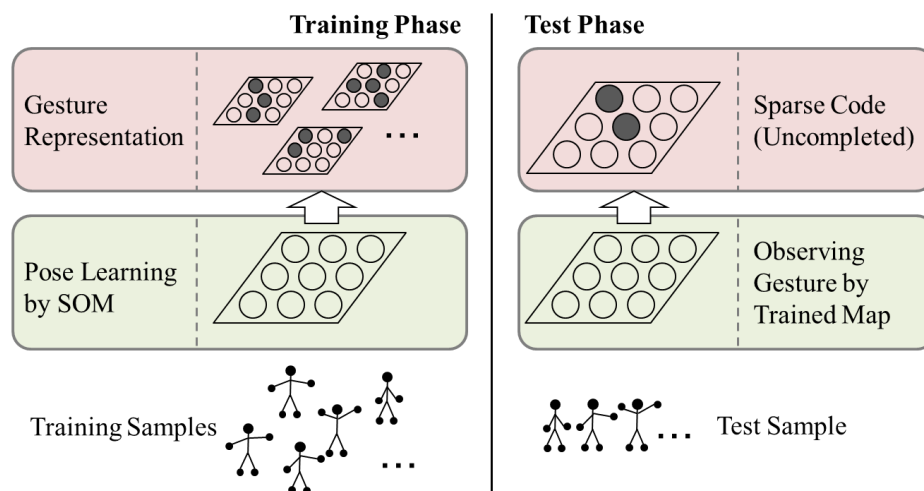 Training Phase
Test Phase
Gesture
Representation
...
Sparse Code
(Uncompleted)
Pose Learning
by SOM
Observing
Gesture by
Trained Map
Training Samples
...
...
Test Sample